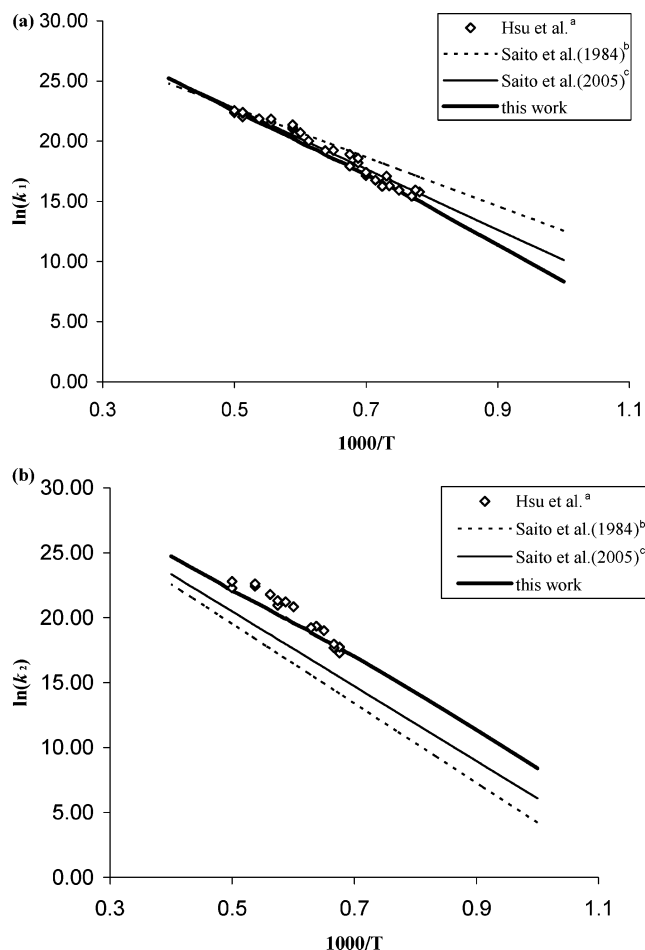 (a)
30.00
25.00
20.00
15.00
10.00
5.00
0.00
ln(k₁)
0.3 0.5 0.7 0.9 1.1
1000/T
Hsu et al.ᵃ
Saito et al.(1984)ᵇ
Saito et al.(2005)ᶜ
this work
(b)
30.00
25.00
20.00
15.00
10.00
5.00
0.00
ln(k₂)
0.3 0.5 0.7 0.9 1.1
1000/T
Hsu et al.ᵃ
Saito et al.(1984)ᵇ
Saito et al.(2005)ᶜ
this work